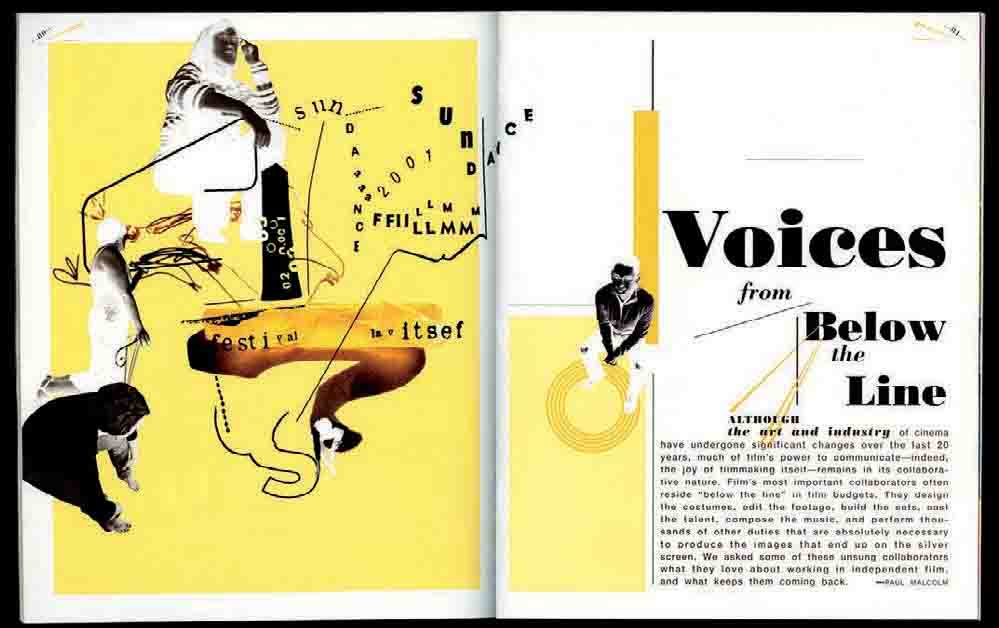 80
sun
SUnDANCE
2001
FFIILLLLMMMM
festival
lavitsef
81
Voices
from
Below
the
Line
ALTHOUGH
the art and industry of cinema
have undergone significant changes over the last 20
years, much of film's power to communicate—indeed,
the joy of filmmaking itself—remains in its collabora-
tive nature. Film's most important collaborators often
reside "below the line" in film budgets. They design
the costumes, edit the footage, build the sets, cast
the talent, compose the music, and perform thou-
sands of other duties that are absolutely necessary
to produce the images that end up on the silver
screen. We asked some of these unsung collaborators
what they love about working in independent film,
and what keeps them coming back. —PAUL MALCOLM